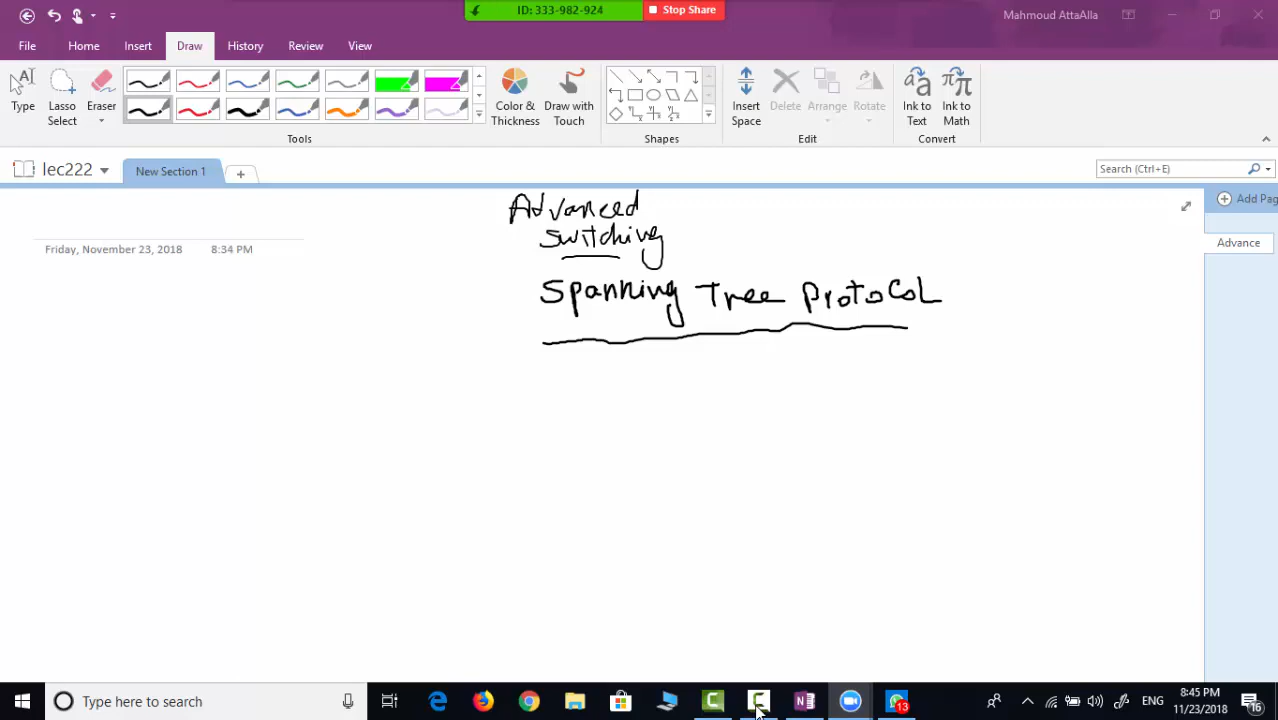 ID: 333-982-924
Stop Share
Mahmoud AttaAlla
File
Home
Insert
Draw
History
Review
View
Type
Lasso
Select
Eraser
Color &
Thickness
Draw with
Touch
Insert
Space
Delete
Arrange
Rotate
Ink to
Text
Ink to
Math
Tools
Shapes
Edit
Convert
lec222
New Section 1
Search (Ctrl+E)
Add Pag
Advance
Friday, November 23, 2018
8:34 PM
Advanced
switching
Spanning Tree ProtoCoL
Type here to search
13
ENG
8:45 PM
11/23/2018
16